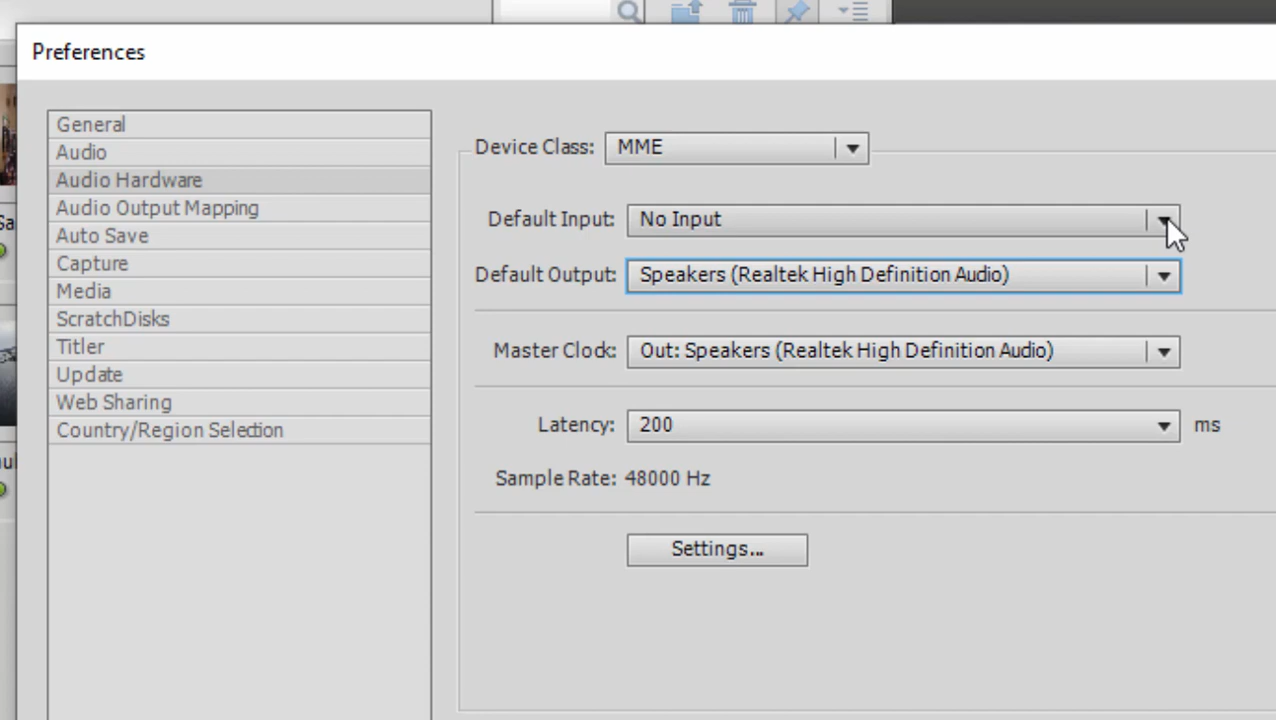 Preferences
General
Audio
Audio Hardware
Audio Output Mapping
Auto Save
Capture
Media
ScratchDisks
Titler
Update
Web Sharing
Country/Region Selection
Device Class: MME
Default Input: No Input
Default Output: Speakers (Realtek High Definition Audio)
Master Clock: Out: Speakers (Realtek High Definition Audio)
Latency: 200 ms
Sample Rate: 48000 Hz
Settings...
Sa